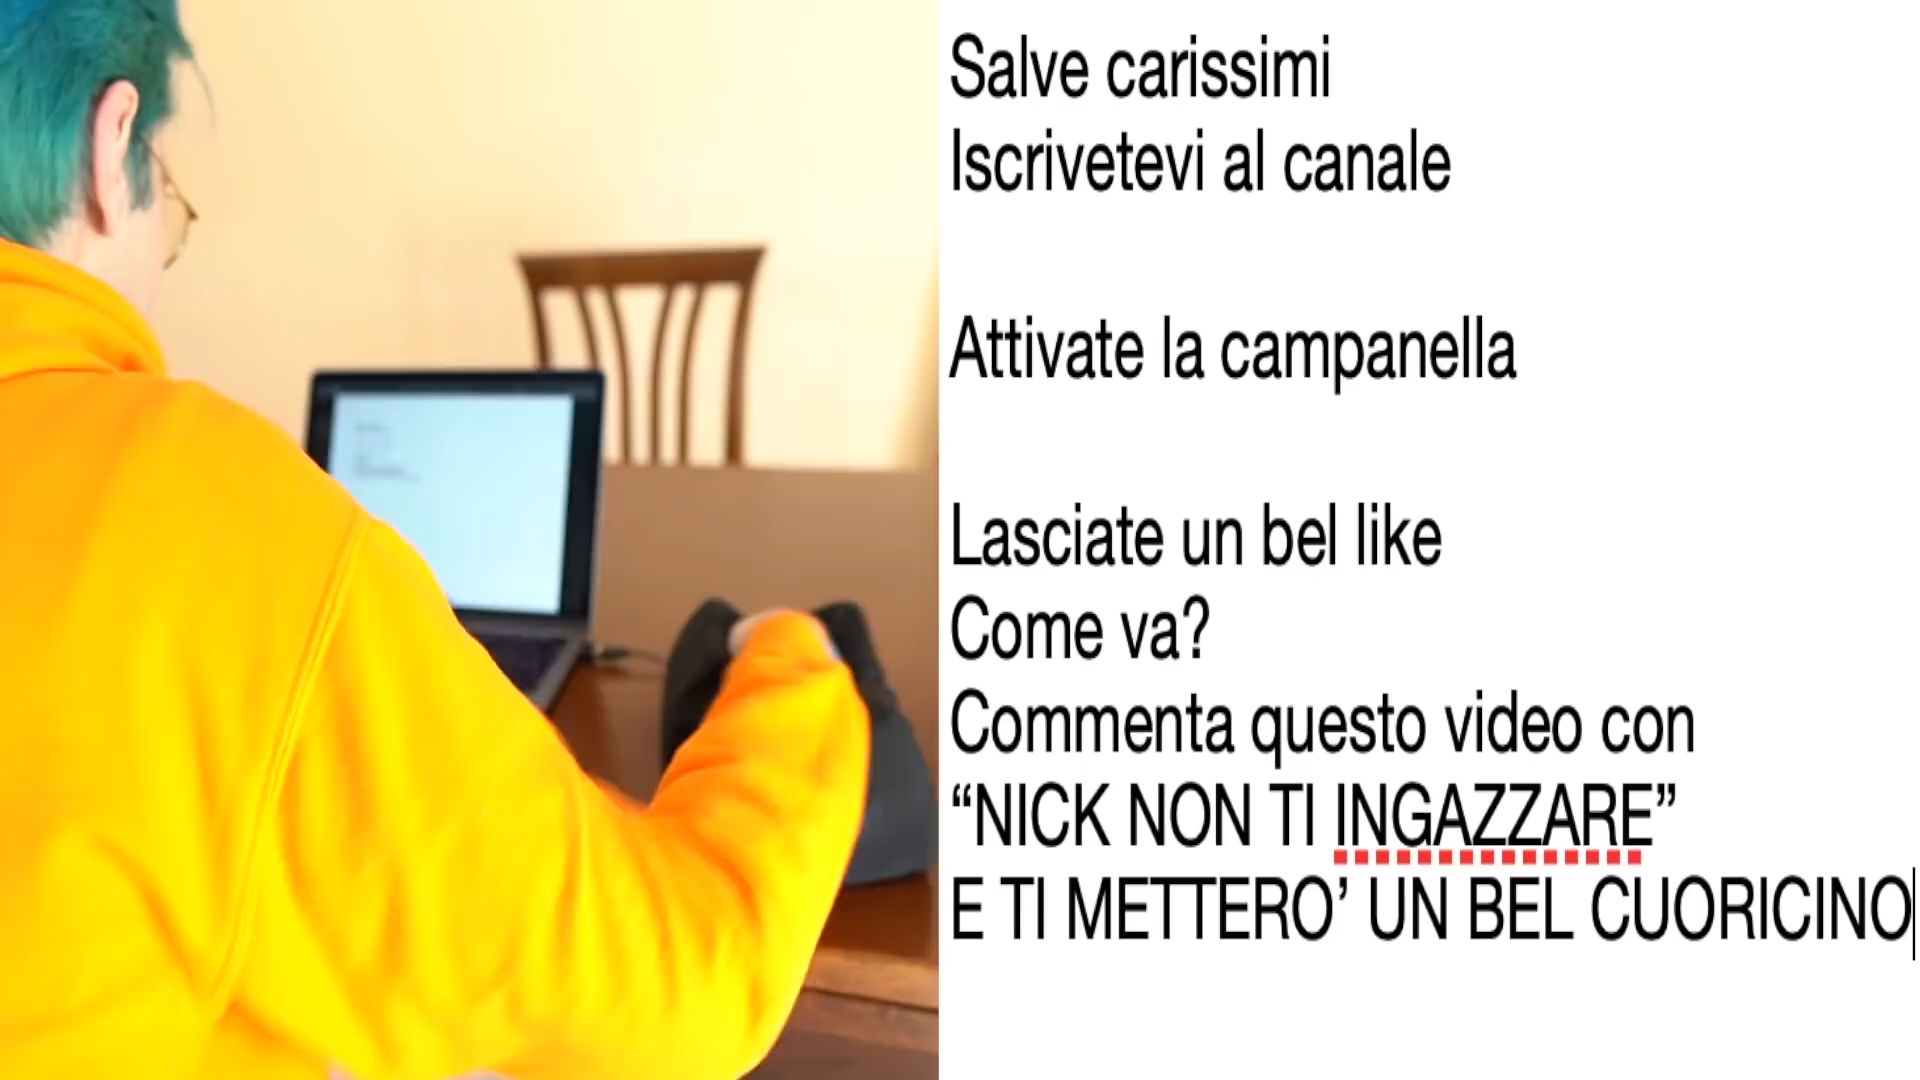 Salve carissimi
Iscrivetevi al canale
Attivate la campanella
Lasciate un bel like
Come va?
Commenta questo video con
“NICK NON TI INGAZZARE”
E TI METTERO’ UN BEL CUORICINO